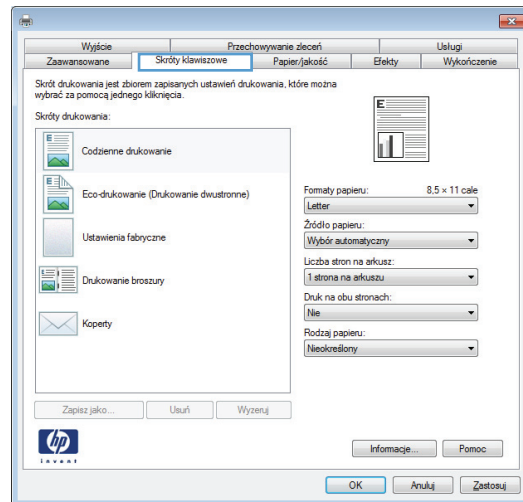 Wyjście Przechowywanie zleceń Usługi
Zaawansowane Skróty klawiszowe Papier/jakość Efekty Wykończenie
Skrót drukowania jest zbiorem zapisanych ustawień drukowania, które można
wybrać za pomocą jednego kliknięcia.
Skróty drukowania:
Codzienne drukowanie
Eco-drukowanie (Drukowanie dwustronne)
Ustawienia fabryczne
Drukowanie broszury
Koperty
E
Formaty papieru: 8,5 × 11 cale
Letter
Źródło papieru:
Wybór automatyczny
Liczba stron na arkusz:
1 strona na arkuszu
Druk na obu stronach:
Nie
Rodzaj papieru:
Nieokreślony
Zapisz jako... Usuń Wyzeruj
hp
invent
Informacje... Pomoc
OK Anuluj Zastosuj